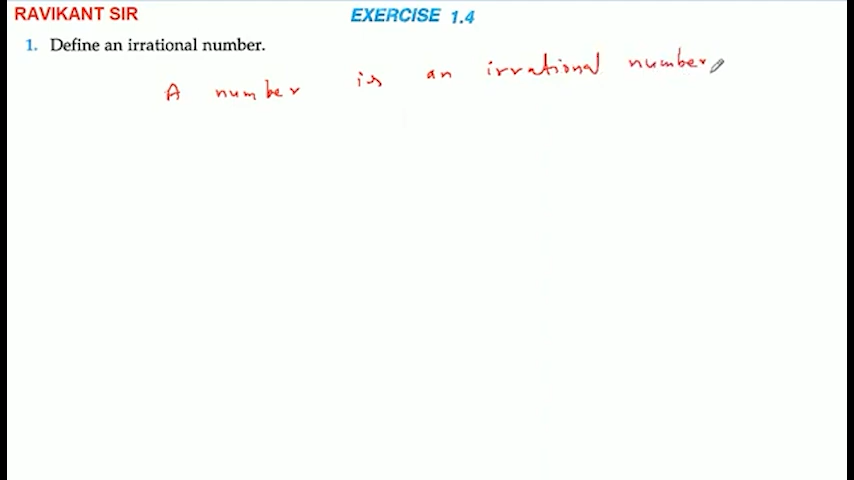 RAVIKANT SIR
EXERCISE 1.4
1. Define an irrational number.
A number is an irrational number